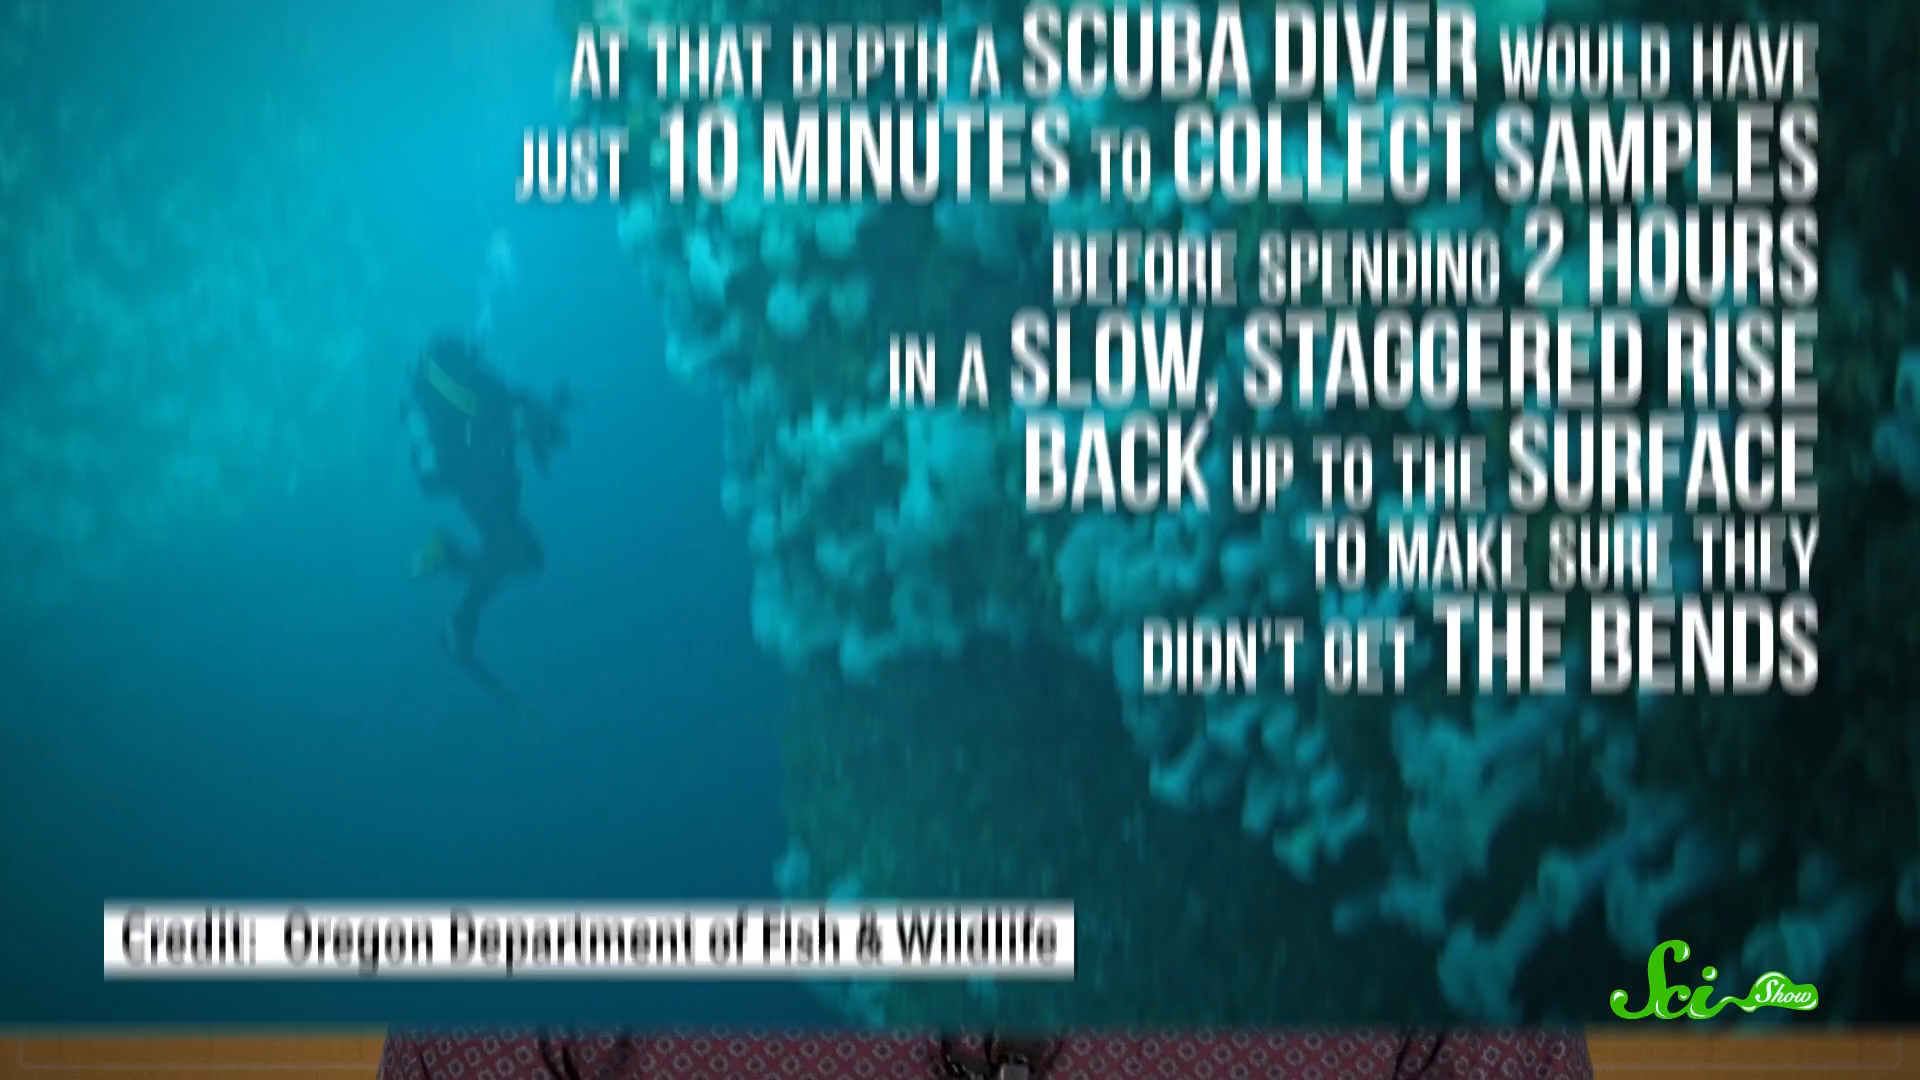 AT THAT DEPTH A SCUBA DIVER WOULD HAVE
JUST 10 MINUTES TO COLLECT SAMPLES
BEFORE SPENDING 2 HOURS
IN A SLOW, STAGGERED RISE
BACK UP TO THE SURFACE
TO MAKE SURE THEY
DIDN'T GET THE BENDS
Credit: Oregon Department of Fish & Wildlife
Sci Show